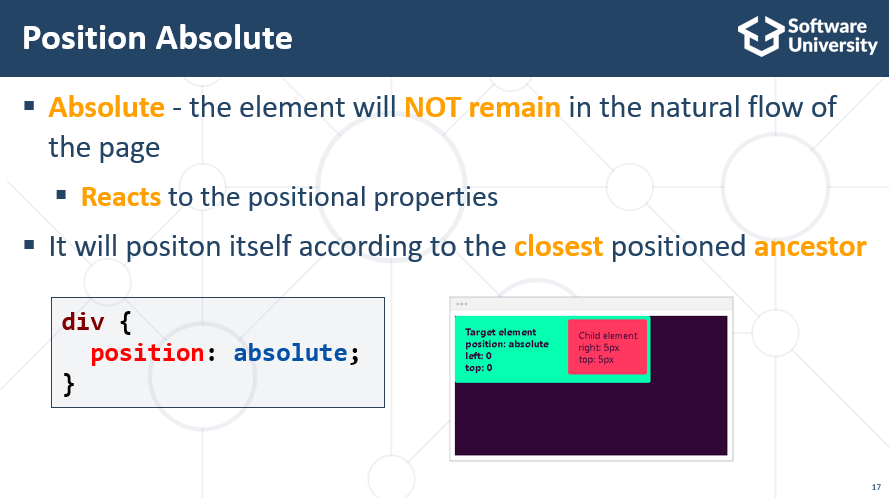 Position Absolute
Software
University
▪ Absolute - the element will NOT remain in the natural flow of
the page
▪ Reacts to the positional properties
▪ It will positon itself according to the closest positioned ancestor
div {
  position: absolute;
}
Target element
position: absolute
left: 0
top: 0
Child element
right: 5px
top: 5px
17